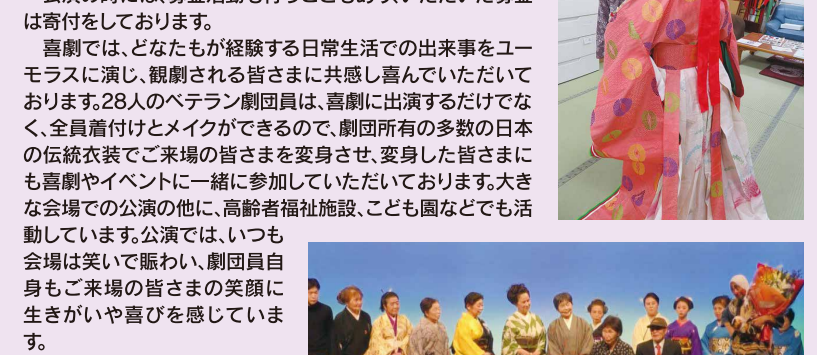 は寄付をしております。
　喜劇では、どなたもが経験する日常生活での出来事をユー
モラスに演じ、観劇される皆さまに共感し喜んでいただいて
おります。28人のベテラン劇団員は、喜劇に出演するだけでな
く、全員着付けとメイクができるので、劇団所有の多数の日本
の伝統衣装でご来場の皆さまを変身させ、変身した皆さまに
も喜劇やイベントに一緒に参加していただいております。大き
な会場での公演の他に、高齢者福祉施設、こども園などでも活
動しています。公演では、いつも
会場は笑いで賑わい、劇団員自
身もご来場の皆さまの笑顔に
生きがいや喜びを感じていま
す。